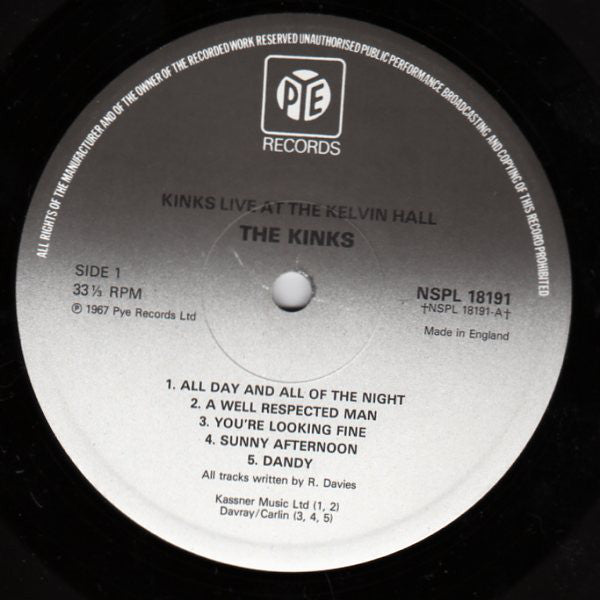 ALL RIGHTS OF THE MANUFACTURER AND OF THE OWNER OF THE RECORDED WORK RESERVED UNAUTHORISED PUBLIC PERFORMANCE BROADCASTING AND COPYING OF THIS RECORD PROHIBITED
PYE
RECORDS
KINKS LIVE AT THE KELVIN HALL
THE KINKS
SIDE 1
33 ⅓ RPM
℗ 1967 Pye Records Ltd
NSPL 18191
†NSPL 18191-A†
Made in England
1. ALL DAY AND ALL OF THE NIGHT
2. A WELL RESPECTED MAN
3. YOU'RE LOOKING FINE
4. SUNNY AFTERNOON
5. DANDY
All tracks written by R. Davies
Kassner Music Ltd (1, 2)
Davray/Carlin (3, 4, 5)